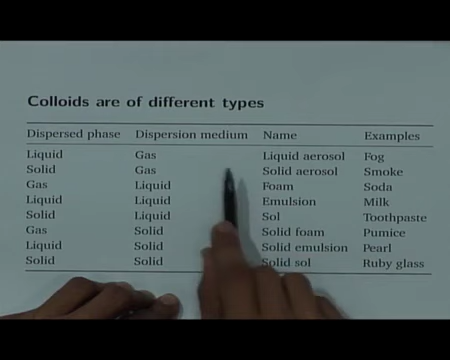 Colloids are of different types
Dispersed phase Dispersion medium Name Examples
Liquid Gas Liquid aerosol Fog
Solid Gas Solid aerosol Smoke
Gas Liquid Foam Soda
Liquid Liquid Emulsion Milk
Solid Liquid Sol Toothpaste
Gas Solid Solid foam Pumice
Liquid Solid Solid emulsion Pearl
Solid Solid Solid sol Ruby glass